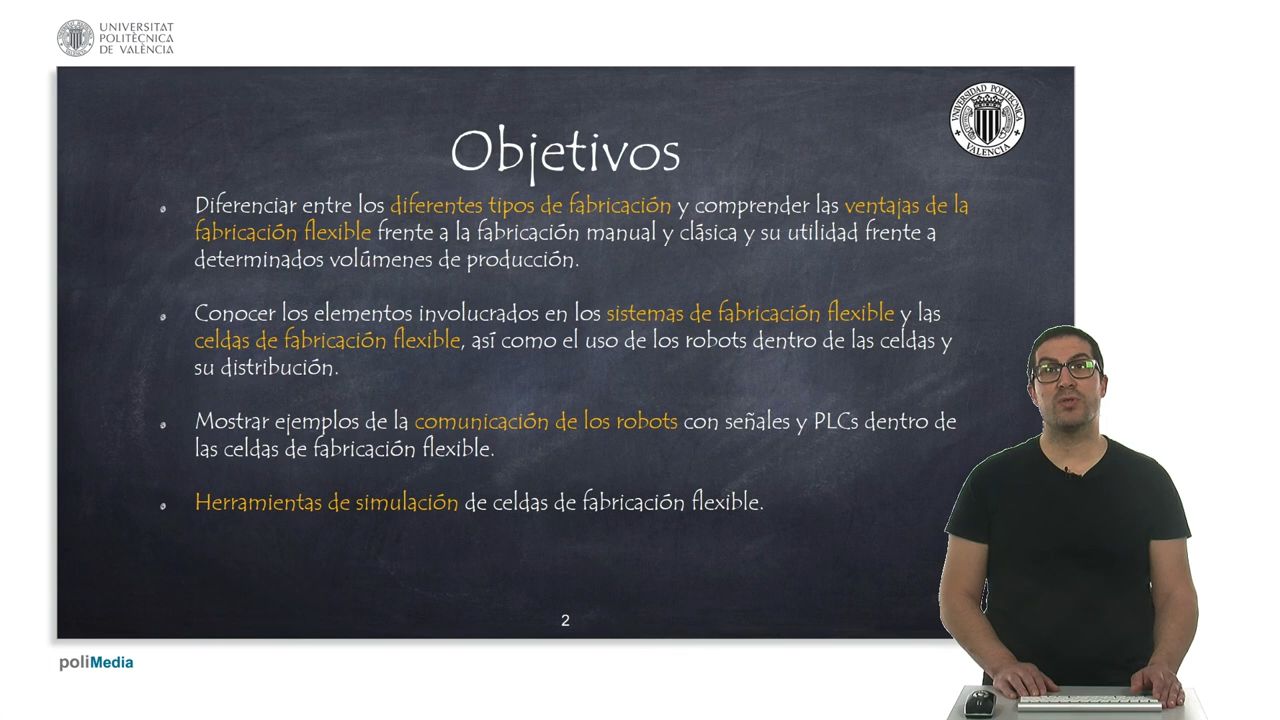 UNIVERSITAT
POLITÈCNICA
DE VALÈNCIA
UNIVERSIDAD POLITECNICA
VALENCIA
Objetivos
Diferenciar entre los diferentes tipos de fabricación y comprender las ventajas de la
fabricación flexible frente a la fabricación manual y clásica y su utilidad frente a
determinados volúmenes de producción.
Conocer los elementos involucrados en los sistemas de fabricación flexible y las
celdas de fabricación flexible, así como el uso de los robots dentro de las celdas y
su distribución.
Mostrar ejemplos de la comunicación de los robots con señales y PLCs dentro de
las celdas de fabricación flexible.
Herramientas de simulación de celdas de fabricación flexible.
2
poliMedia